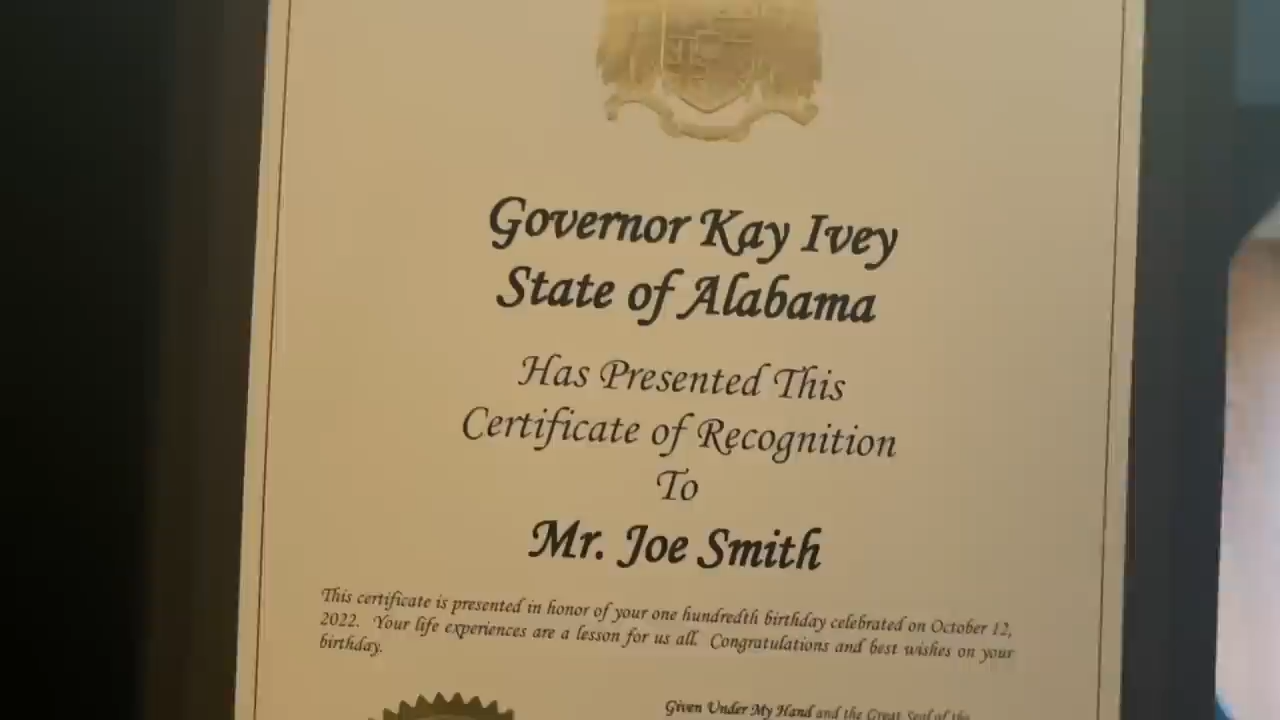 Governor Kay Ivey
State of Alabama
Has Presented This
Certificate of Recognition
To
Mr. Joe Smith
This certificate is presented in honor of your one hundredth birthday celebrated on October 12,
2022. Your life experiences are a lesson for us all. Congratulations and best wishes on your
birthday.
Given Under My Hand and the Great Seal of the